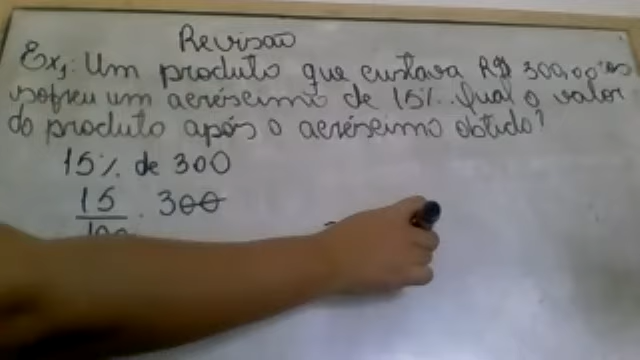 Revisão
Ex1: Um produto que custava R$ 300,00
sofreu um acréscimo de 15%. Qual o valor
do produto após o acréscimo obtido?
15% de 300
15 . 300
100